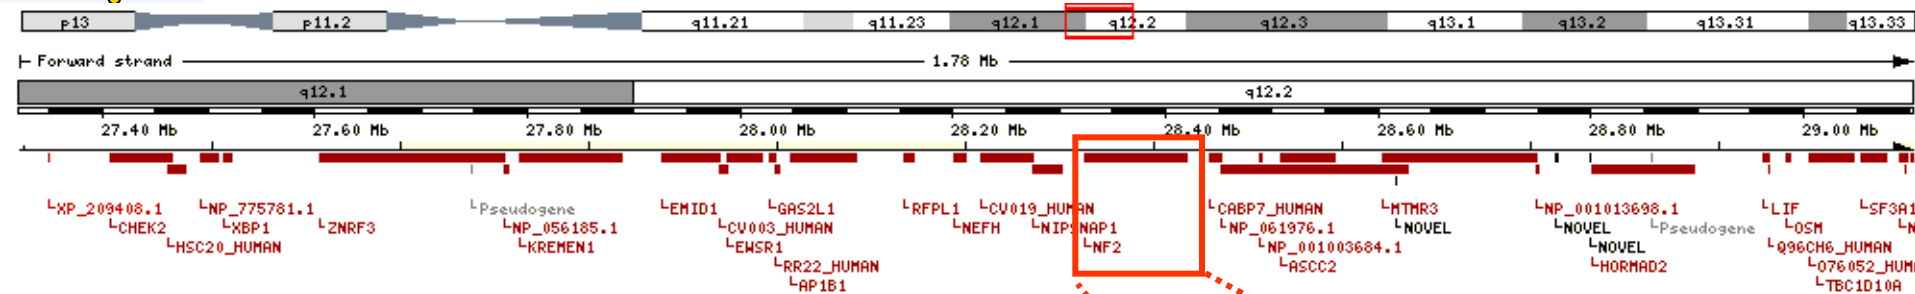 p13 p11.2 q11.21 q11.23 q12.1 q12.2 q12.3 q13.1 q13.2 q13.31 q13.33
Forward strand 1.78 Mb
q12.1 q12.2
27.40 Mb 27.60 Mb 27.80 Mb 28.00 Mb 28.20 Mb 28.40 Mb 28.60 Mb 28.80 Mb 29.00 Mb
XP_209408.1 NP_775781.1 Pseudogene EMID1 GAS2L1 RFPL1 CV019_HUMAN CABP7_HUMAN MTMR3 NP_001013698.1 LIF SF3A1
CHEK2 XBP1 ZNRF3 NP_056185.1 CV003_HUMAN NEFH NIPSNAP1 NP_061976.1 NOVEL NOVEL Pseudogene OSM
HSC20_HUMAN KREMEN1 EWSR1 NF2 NP_001003684.1 NOVEL Q96CH6_HUMAN
RR22_HUMAN ASCC2 HORMAD2 O76052_HUM
AP1B1 TBC1D10A